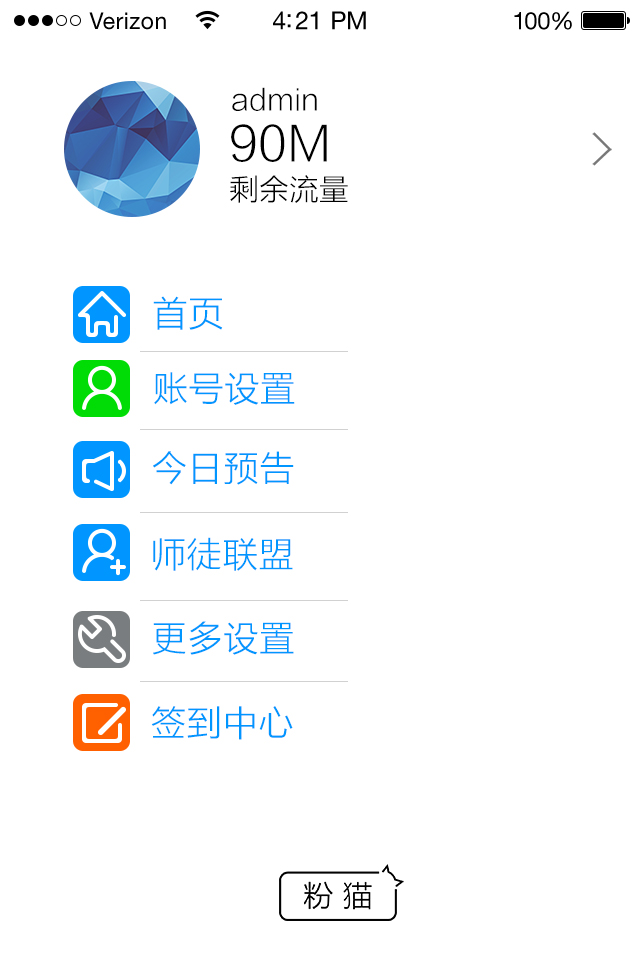 Verizon 4:21 PM 100%
admin
90M
剩余流量
首页
账号设置
今日预告
师徒联盟
更多设置
签到中心
粉猫